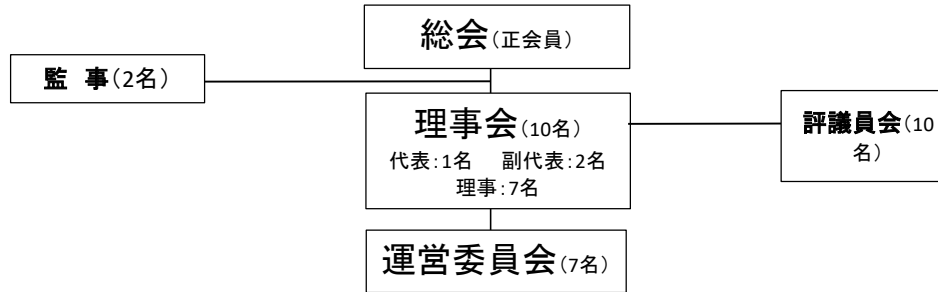 総会(正会員)
監　事(2名)
理事会(10名)
代表:1名　副代表:2名
理事:7名
評議員会(10
名)
運営委員会(7名)